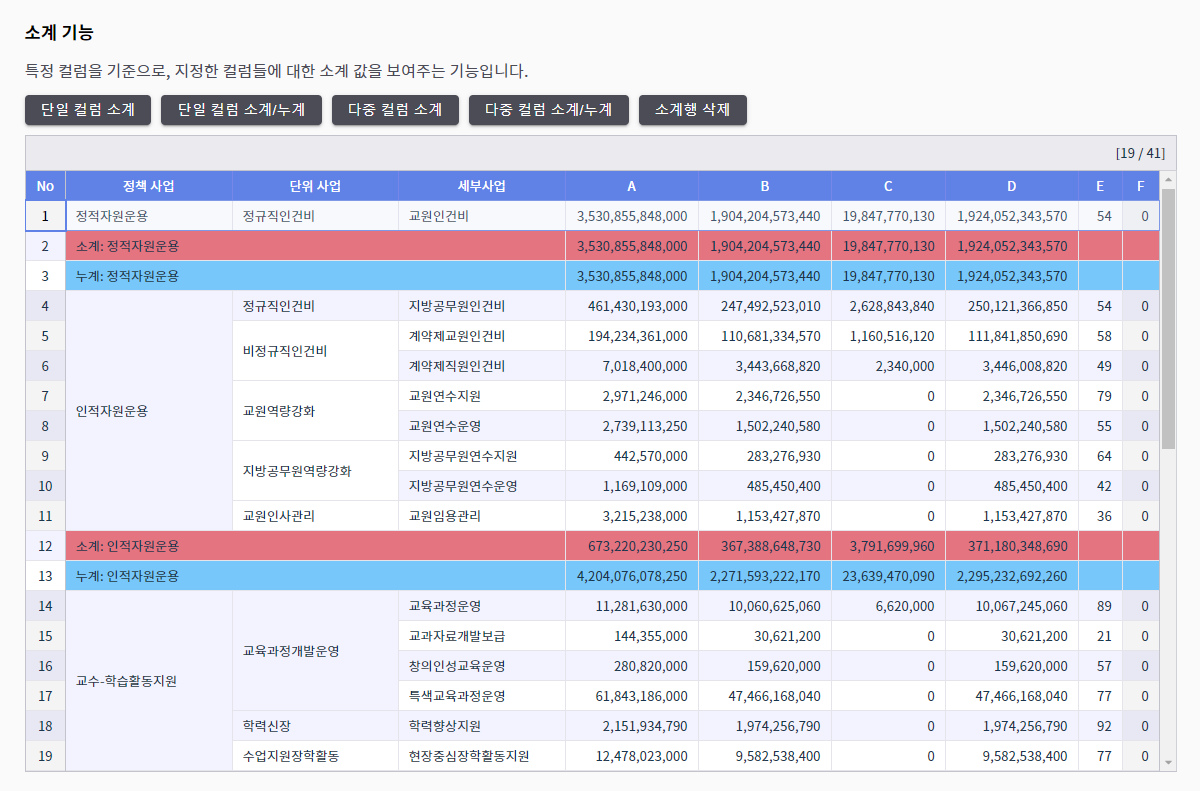 소계 기능
특정 컬럼을 기준으로, 지정한 컬럼들에 대한 소계 값을 보여주는 기능입니다.
단일 컬럼 소계 단일 컬럼 소계/누계 다중 컬럼 소계 다중 컬럼 소계/누계 소계행 삭제
[19 / 41]
No 정책 사업 단위 사업 세부사업 A B C D E F
1 정적자원운용 정규직인건비 교원인건비 3,530,855,848,000 1,904,204,573,440 19,847,770,130 1,924,052,343,570 54 0
2 소계: 정적자원운용 3,530,855,848,000 1,904,204,573,440 19,847,770,130 1,924,052,343,570
3 누계: 정적자원운용 3,530,855,848,000 1,904,204,573,440 19,847,770,130 1,924,052,343,570
4 정규직인건비 지방공무원인건비 461,430,193,000 247,492,523,010 2,628,843,840 250,121,366,850 54 0
5 비정규직인건비 계약제교원인건비 194,234,361,000 110,681,334,570 1,160,516,120 111,841,850,690 58 0
6 계약제직원인건비 7,018,400,000 3,443,668,820 2,340,000 3,446,008,820 49 0
7 인적자원운용 교원역량강화 교원연수지원 2,971,246,000 2,346,726,550 0 2,346,726,550 79 0
8 교원연수운영 2,739,113,250 1,502,240,580 0 1,502,240,580 55 0
9 지방공무원역량강화 지방공무원연수지원 442,570,000 283,276,930 0 283,276,930 64 0
10 지방공무원연수운영 1,169,109,000 485,450,400 0 485,450,400 42 0
11 교원인사관리 교원임용관리 3,215,238,000 1,153,427,870 0 1,153,427,870 36 0
12 소계: 인적자원운용 673,220,230,250 367,388,648,730 3,791,699,960 371,180,348,690
13 누계: 인적자원운용 4,204,076,078,250 2,271,593,222,170 23,639,470,090 2,295,232,692,260
14 교육과정운영 11,281,630,000 10,060,625,060 6,620,000 10,067,245,060 89 0
15 교육과정개발운영 교과자료개발보급 144,355,000 30,621,200 0 30,621,200 21 0
16 교수-학습활동지원 창의인성교육운영 280,820,000 159,620,000 0 159,620,000 57 0
17 특색교육과정운영 61,843,186,000 47,466,168,040 0 47,466,168,040 77 0
18 학력신장 학력향상지원 2,151,934,790 1,974,256,790 0 1,974,256,790 92 0
19 수업지원장학활동 현장중심장학활동지원 12,478,023,000 9,582,538,400 0 9,582,538,400 77 0